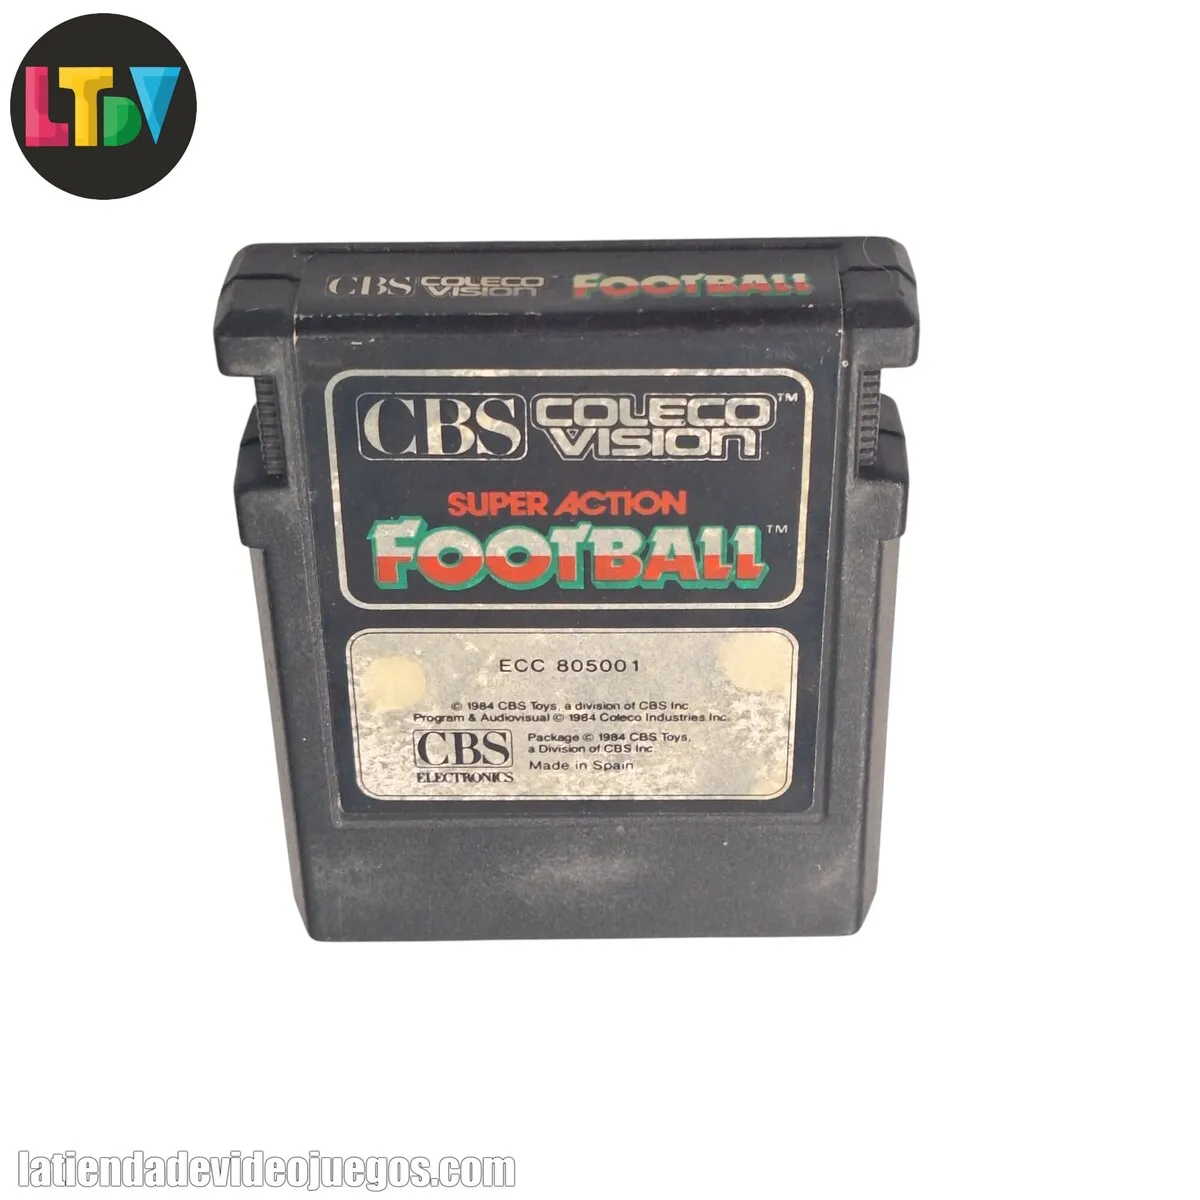 LTDV
CBS COLECO VISION™ FOOTBALL
CBS COLECO VISION™
SUPER ACTION
FOOTBALL™
ECC 805001
© 1984 CBS Toys, a division of CBS Inc.
Program & Audiovisual © 1984 Coleco Industries Inc.
CBS ELECTRONICS
Package © 1984 CBS Toys,
a Division of CBS Inc.
Made in Spain
latiendadevideojuegos.com